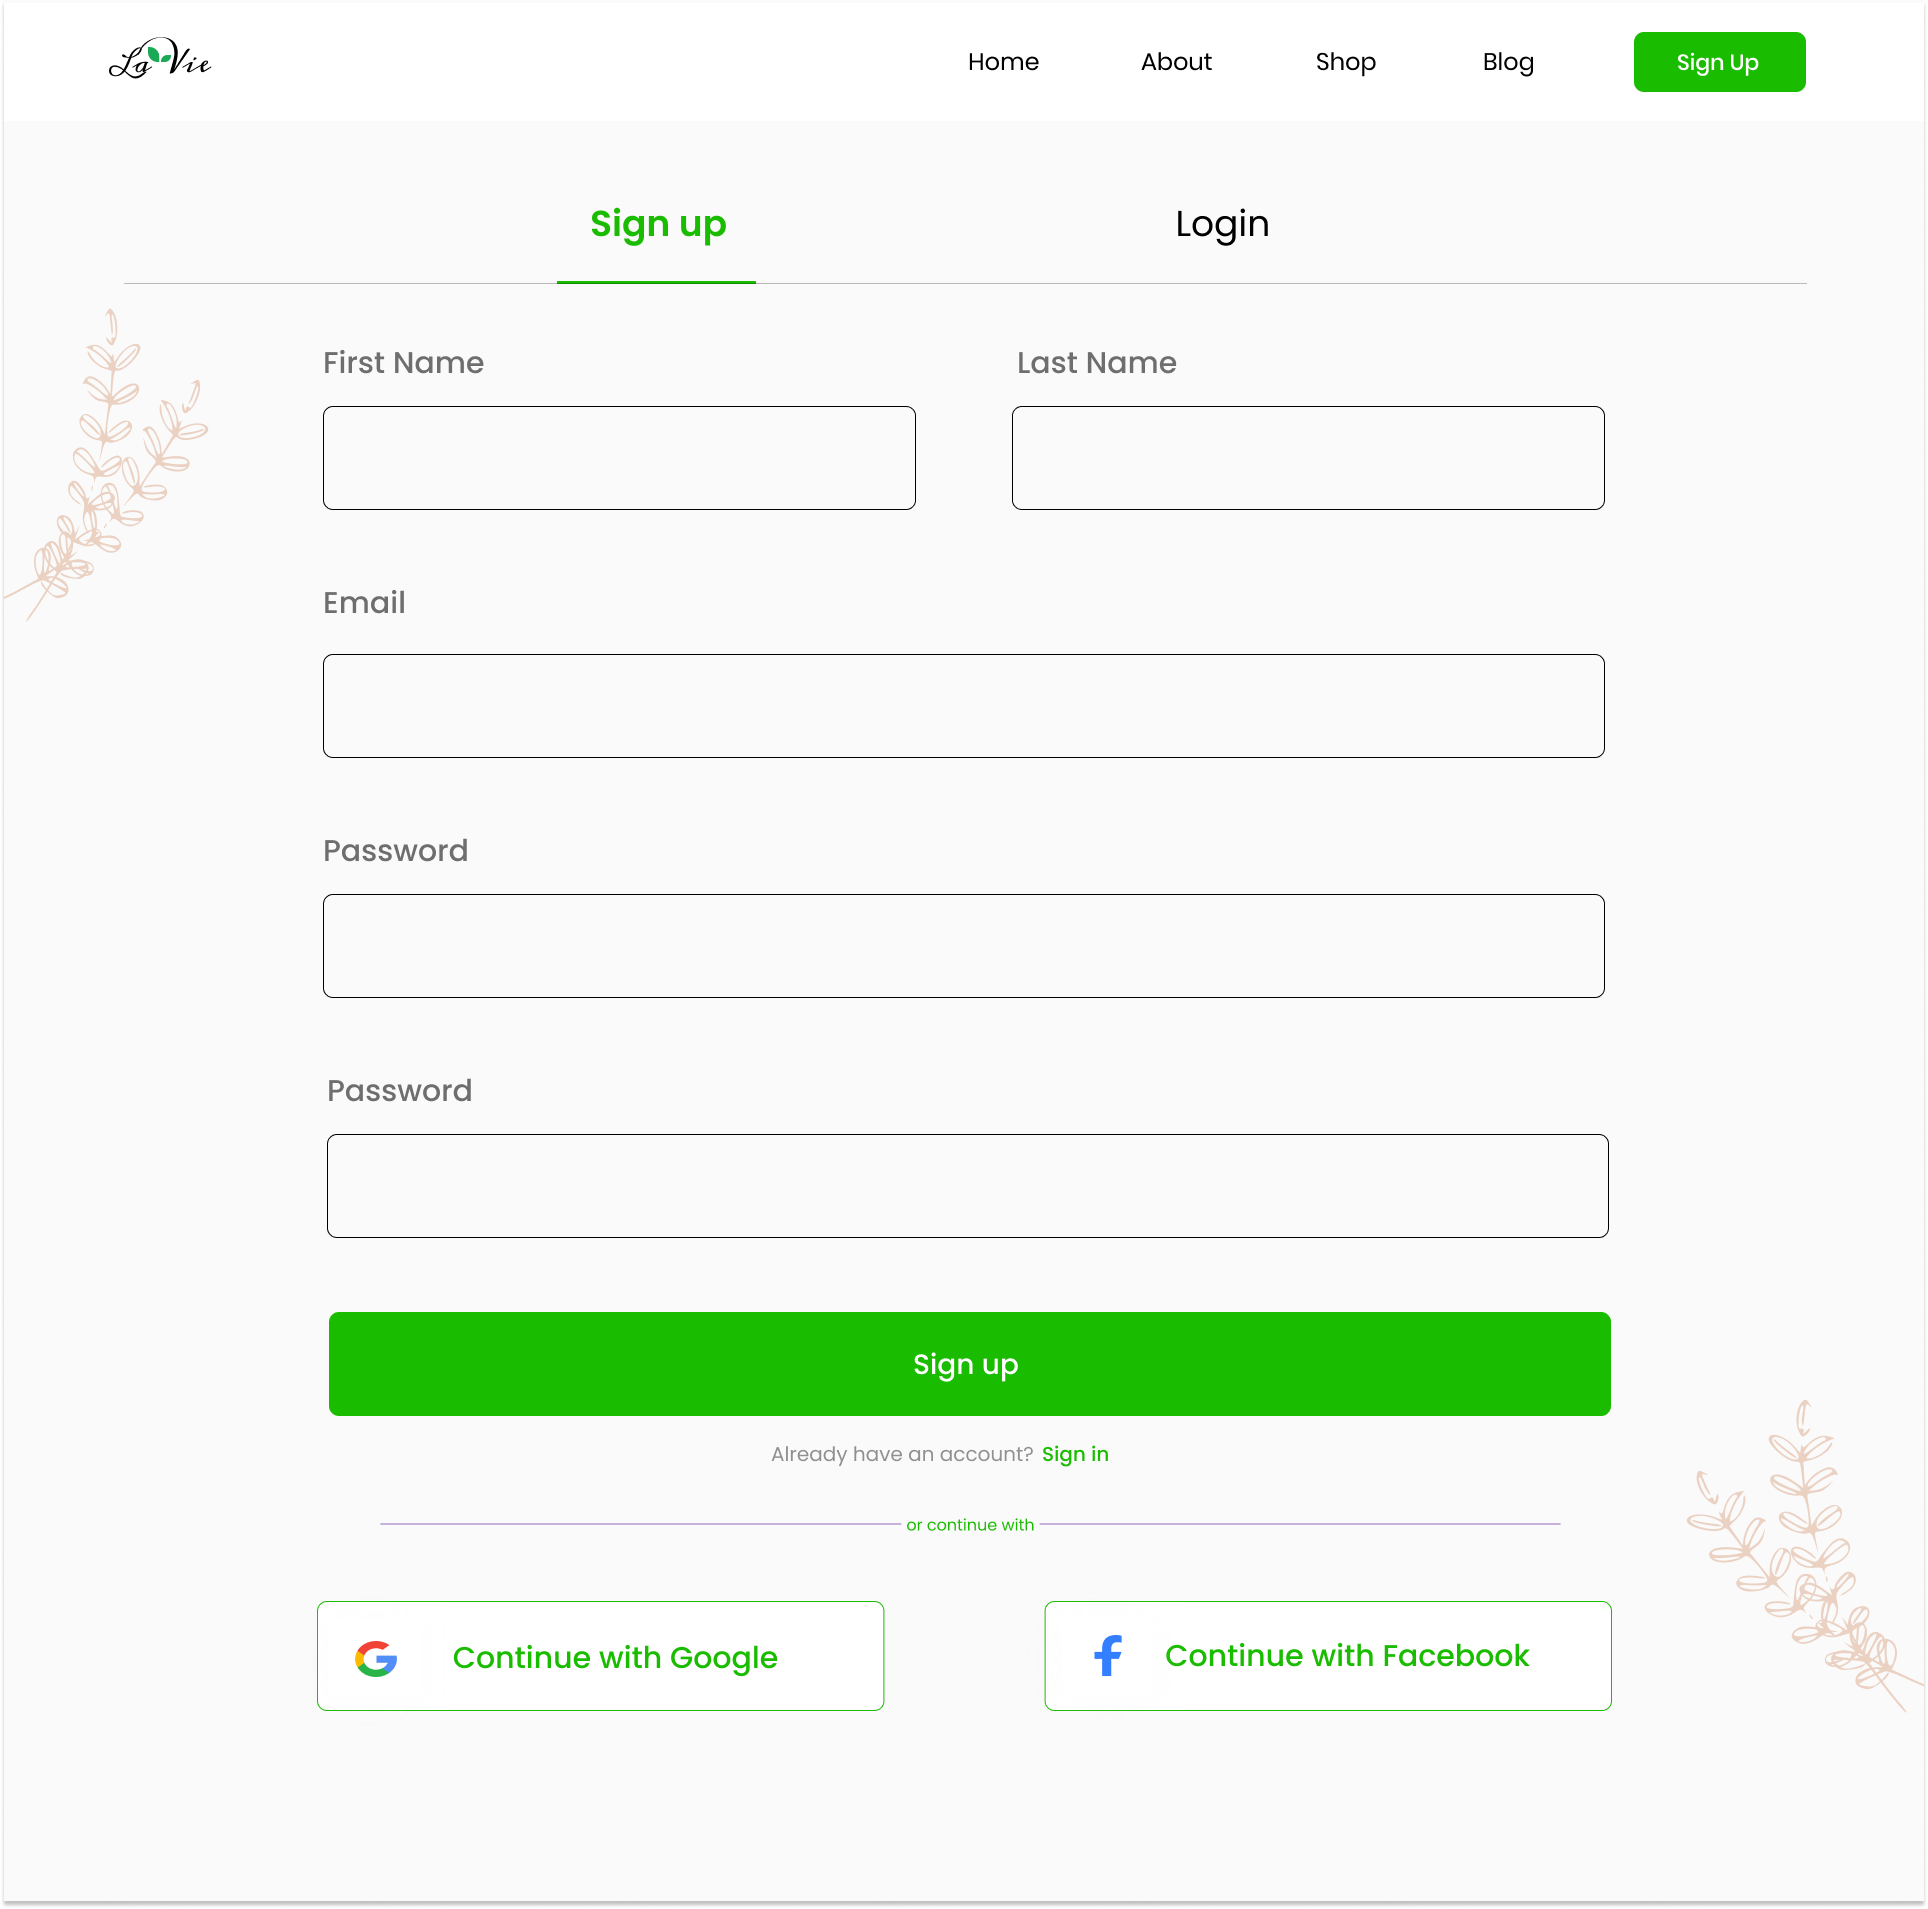 La Vie
Home About Shop Blog Sign Up
Sign up Login
First Name Last Name
Email
Password
Password
Sign up
Already have an account? Sign in
or continue with
Continue with Google Continue with Facebook